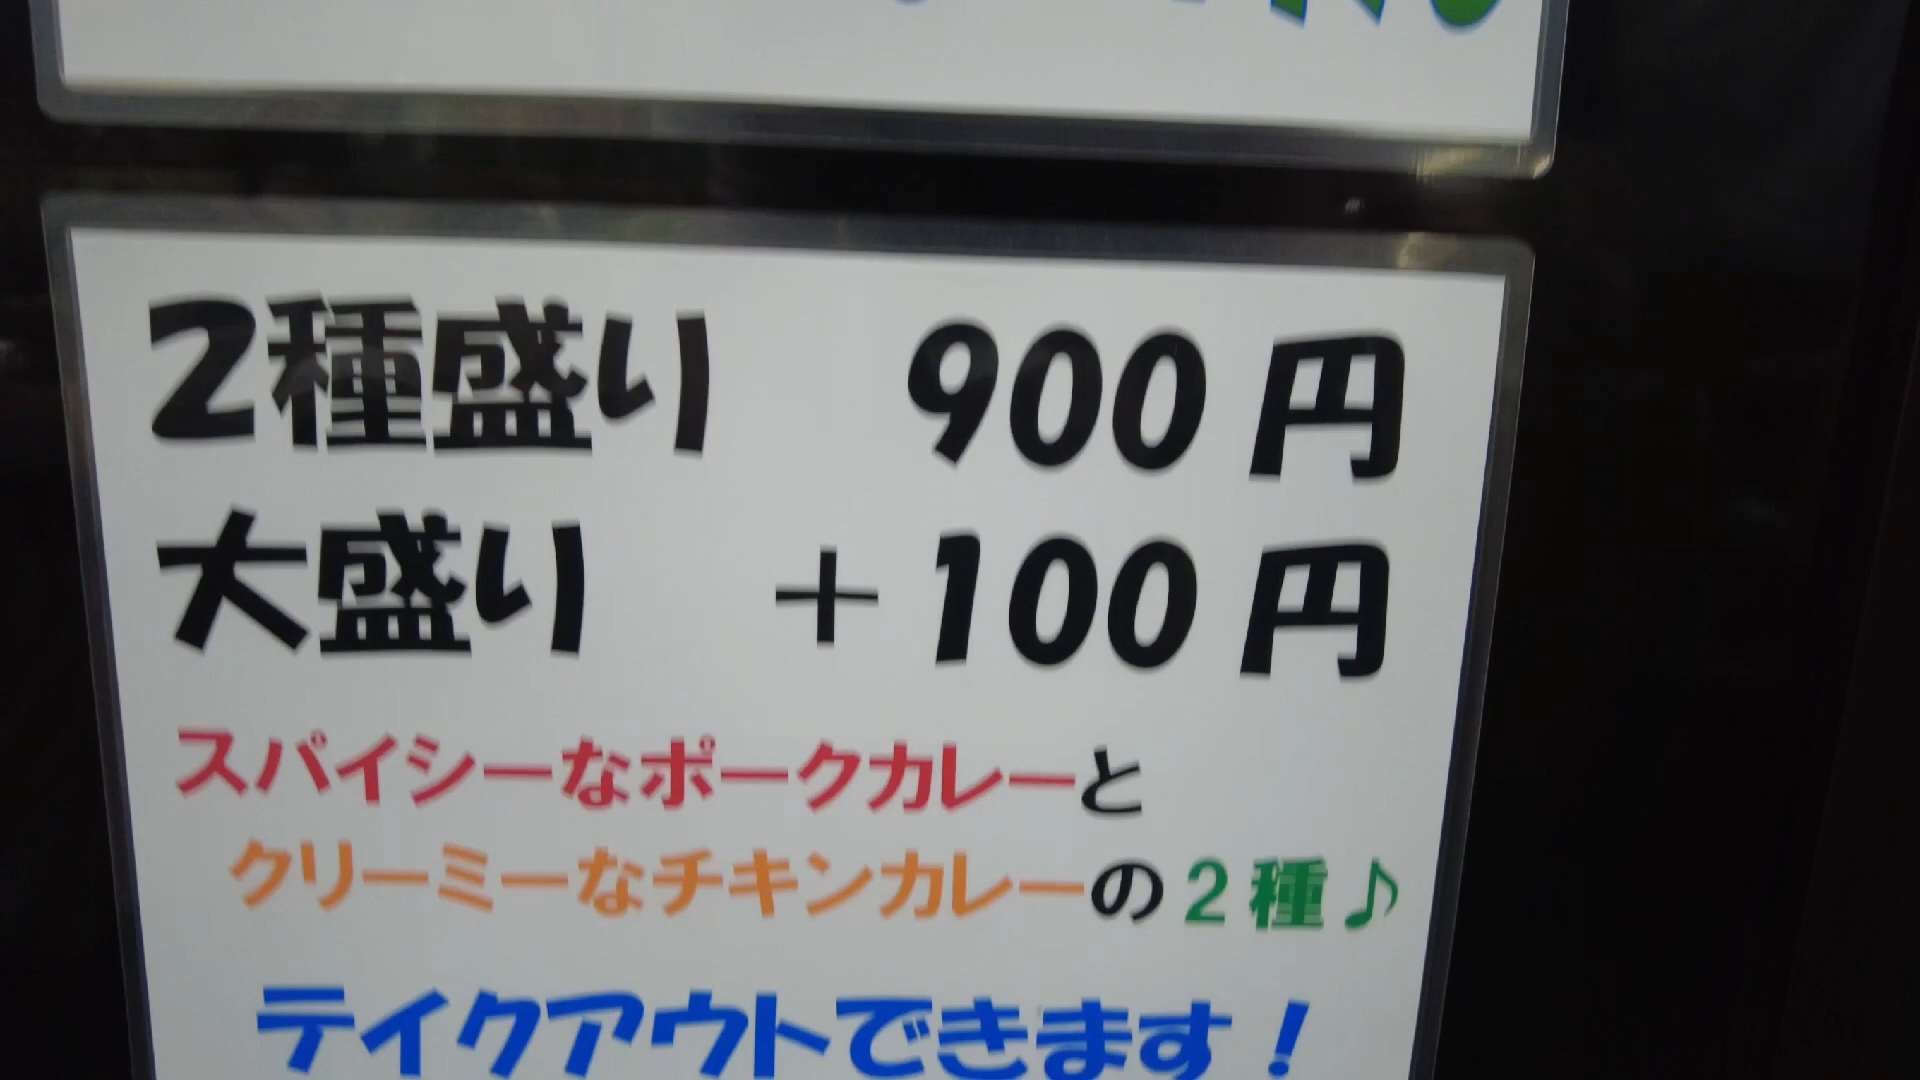 ２種盛り　900円
大盛り　＋100円
スパイシーなポークカレーと
クリーミーなチキンカレーの２種♪
テイクアウトできます！